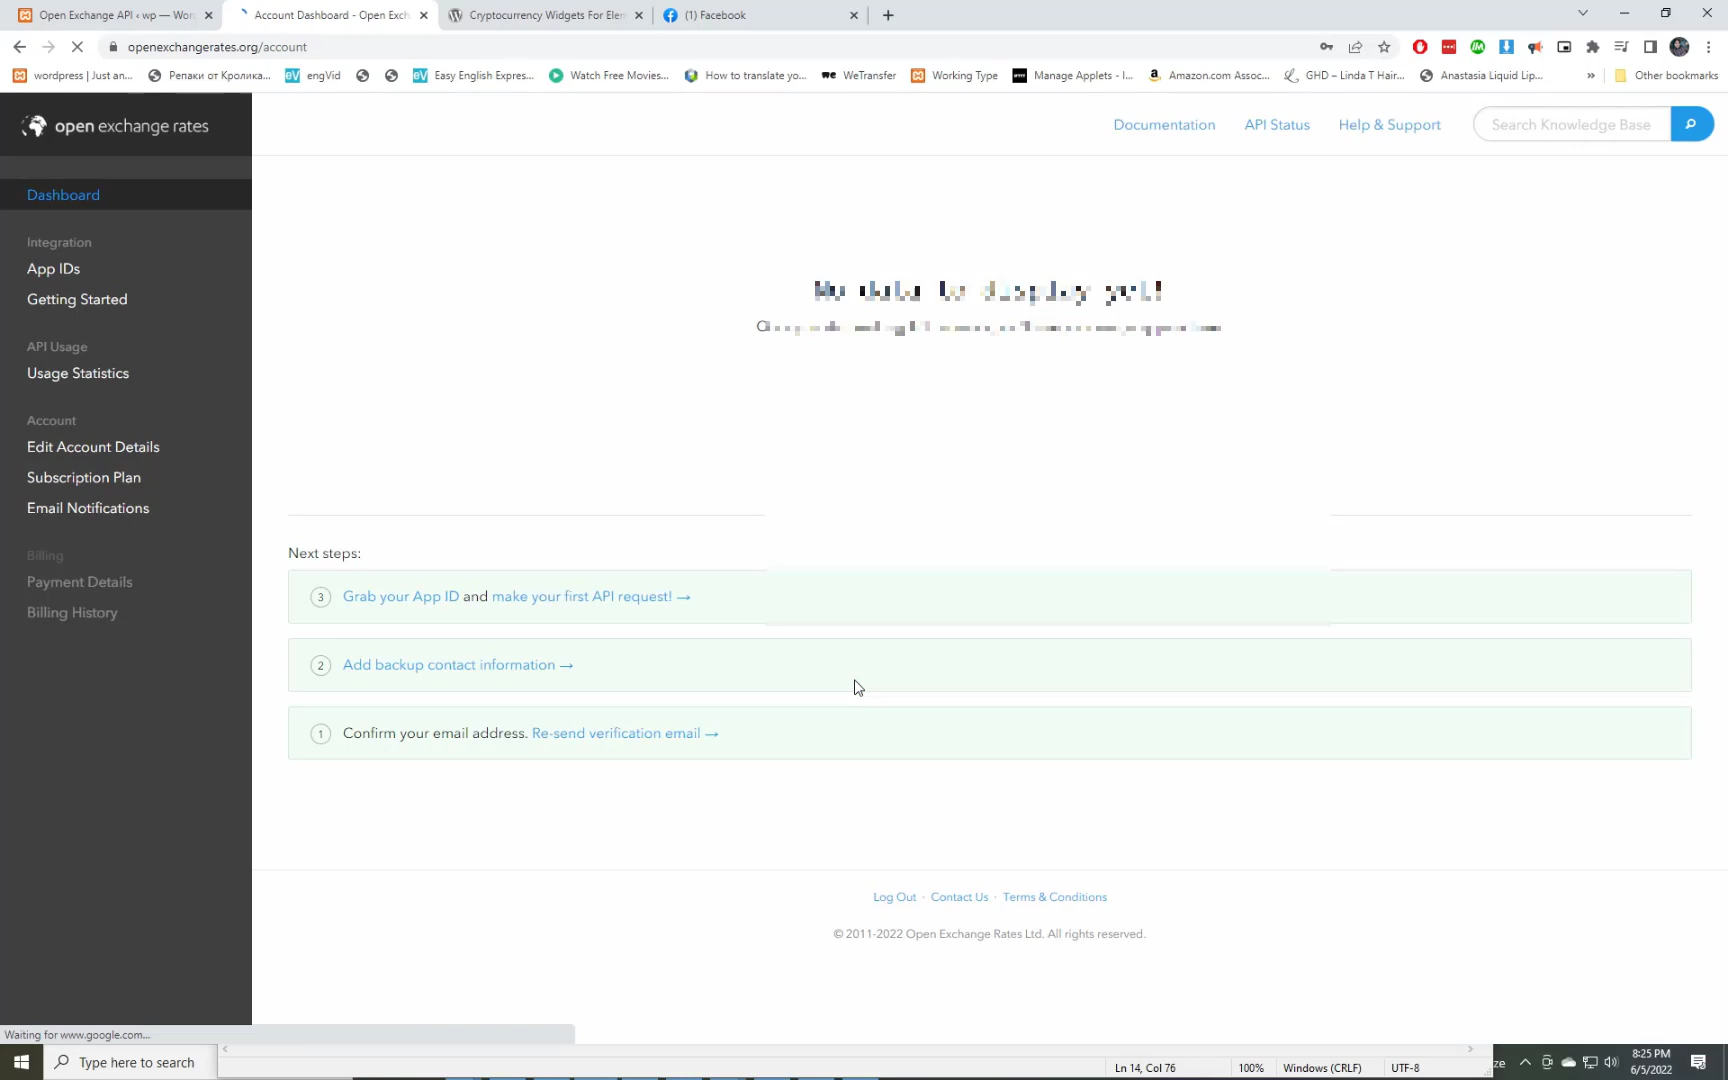 Open Exchange API ‹ wp — Wor
Account Dashboard - Open Exch
Cryptocurrency Widgets For Elem
(1) Facebook
openexchangerates.org/account
wordpress | Just an...
Репаки от Кролика...
engVid
Easy English Expres...
Watch Free Movies...
How to translate yo...
WeTransfer
Working Type
Manage Applets - I...
Amazon.com Assoc...
GHD – Linda T Hair...
Anastasia Liquid Lip...
»
Other bookmarks
open exchange rates
Documentation
API Status
Help & Support
Search Knowledge Base
Dashboard
Integration
App IDs
Getting Started
API Usage
Usage Statistics
Account
Edit Account Details
Subscription Plan
Email Notifications
Billing
Payment Details
Billing History
Next steps:
3 Grab your App ID and make your first API request! →
2 Add backup contact information →
1 Confirm your email address. Re-send verification email →
Log Out · Contact Us · Terms & Conditions
© 2011-2022 Open Exchange Rates Ltd. All rights reserved.
Waiting for www.google.com...
Type here to search
Ln 14, Col 76
100%
Windows (CRLF)
UTF-8
ze
8:25 PM
6/5/2022